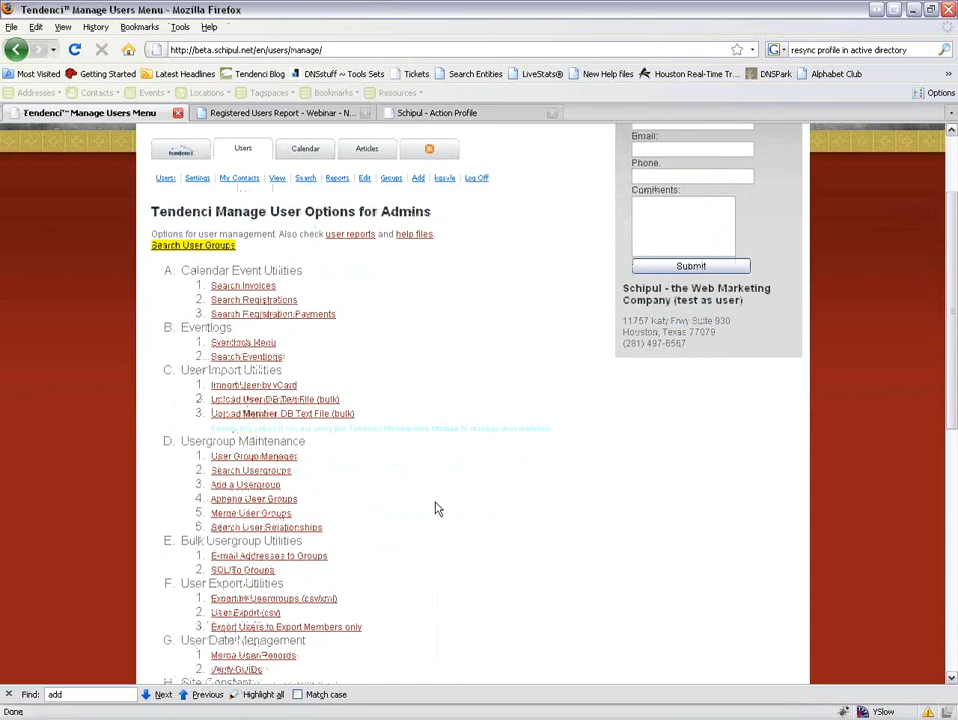 Tendenci™ Manage Users Menu - Mozilla Firefox
File Edit View History Bookmarks Tools Help
http://beta.schipul.net/en/users/manage/
resync profile in active directory
Most Visited Getting Started Latest Headlines Tendenci Blog DNSstuff ~ Tools Sets Tickets Search Entities LiveStats® New Help files Houston Real-Time Tr... DNSPark Alphabet Club »
Addresses Contacts Events Locations Tagspaces Bookmarks Resources Options
Tendenci™ Manage Users Menu Registered Users Report - Webinar - N... Schipul - Action Profile
tendenci Users Calendar Articles
Users Settings My Contacts View Search Reports Edit Groups Add Log Off
Tendenci Manage User Options for Admins
Options for user management. Also check user reports and help files.
Search User Groups
A. Calendar Event Utilities
1. Search Invoices
2. Search Registrations
3. Search Registration Payments
B. Eventlogs
1. Eventlogs Menu
2. Search Eventlogs
C. User Import Utilities
1. Import User by vCard
2. Upload User DB Text File (bulk)
3. Upload Member DB Text File (bulk)
D. Usergroup Maintenance
1. User Group Manager
2. Search Usergroups
3. Add a Usergroup
4. Append User Groups
5. Merge User Groups
6. Search User Relationships
E. Bulk Usergroup Utilities
1. E-mail Addresses to Groups
2. SQL To Groups
F. User Export Utilities
1. Export by Usergroups (csv/xml)
2. User Export (csv)
3. Export Users to Export Members only
G. User Data Management
1. Merge User Records
2. Verify GUIDs
H. Site Constant
Email:
Phone.
Comments:
Submit
Schipul - the Web Marketing
Company (test as user)
11757 Katy Frwy Suite 930
Houston, Texas 77079
(281) 497-6567
Find: add Next Previous Highlight all Match case
Done YSlow